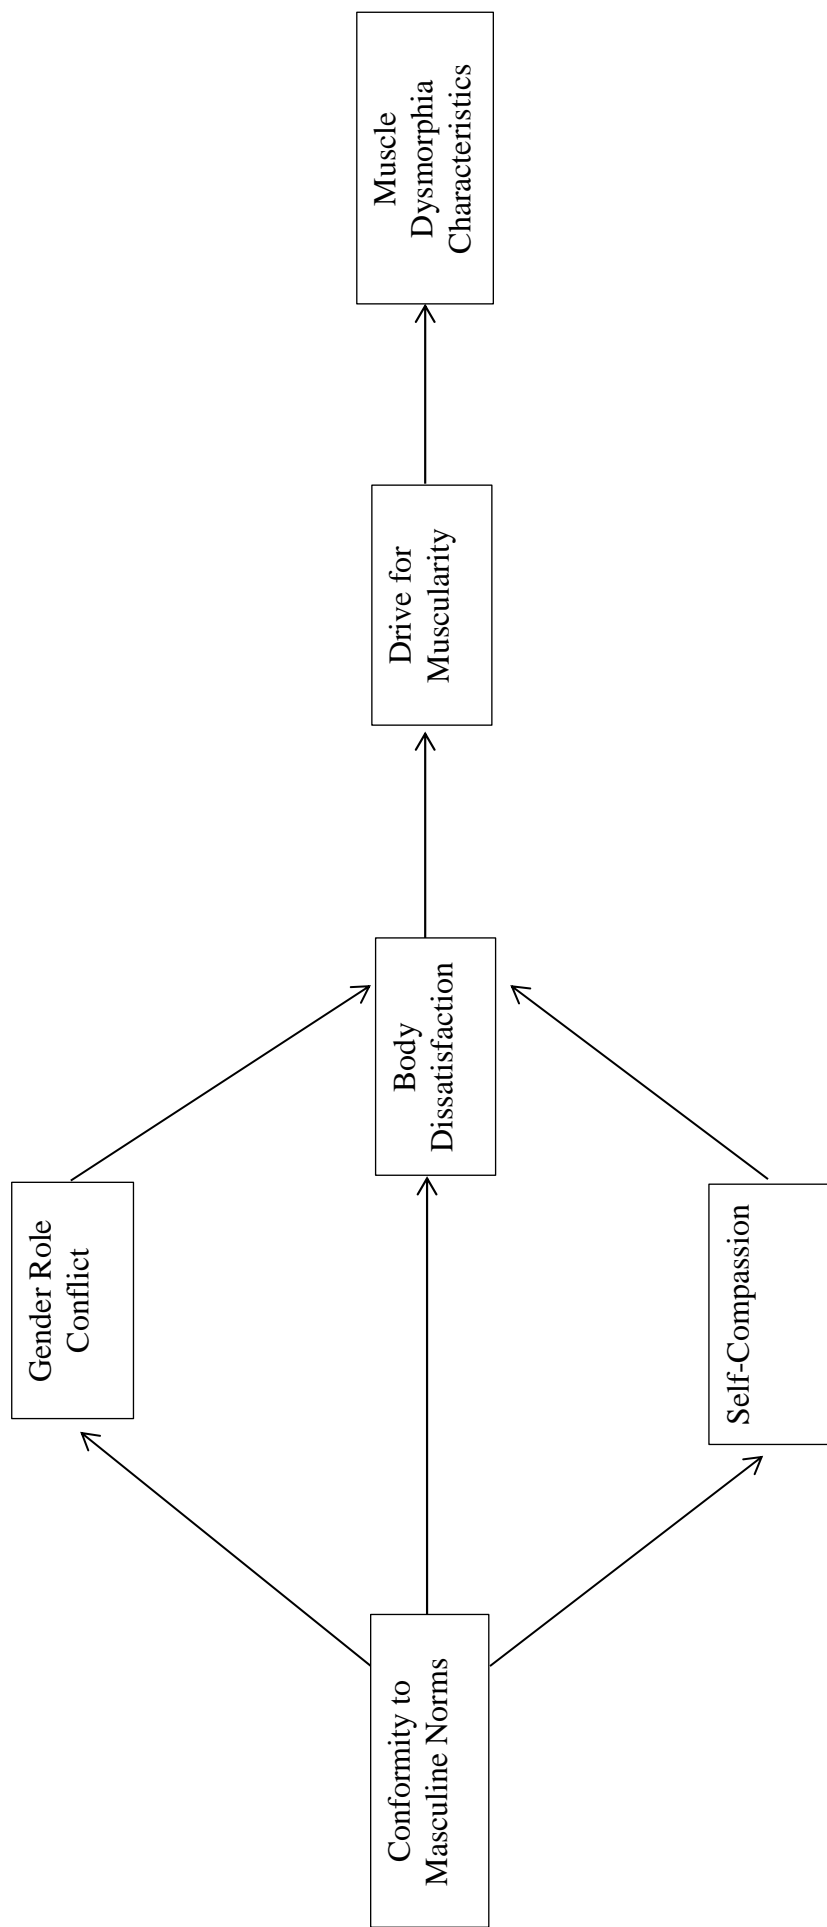 Conformity to
Masculine Norms
Gender Role
Conflict
Self-Compassion
Body
Dissatisfaction
Drive for
Muscularity
Muscle
Dysmorphia
Characteristics